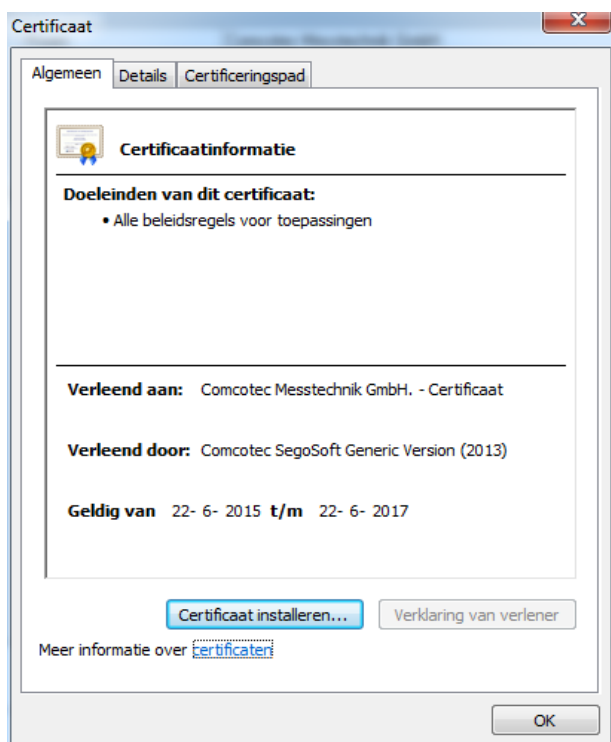 Certificaat
Algemeen Details Certificeringspad
Certificaatinformatie
Doeleinden van dit certificaat:
• Alle beleidsregels voor toepassingen
Verleend aan: Comcotec Messtechnik GmbH. - Certificaat
Verleend door: Comcotec SegoSoft Generic Version (2013)
Geldig van 22- 6- 2015 t/m 22- 6- 2017
Certificaat installeren... Verklaring van verlener
Meer informatie over certificaten
OK